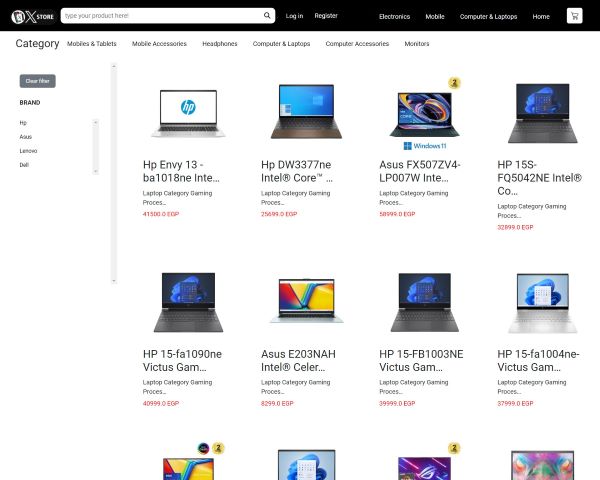 X STORE
type your product here!
Log in
Register
Electronics
Mobile
Computer & Laptops
Home
Category
Mobiles & Tablets
Mobile Accessories
Headphones
Computer & Laptops
Computer Accessories
Monitors
Clear filter
BRAND
Hp
Asus
Lenovo
Dell
hp
Hp Envy 13 -
ba1018ne Inte...
Laptop Category Gaming
Proces...
41500.0 EGP
Hp DW3377ne
Intel® Core™ ...
Laptop Category Gaming
Proces...
25699.0 EGP
2
Windows 11
Asus FX507ZV4-
LP007W Inte...
Laptop Category Gaming
Proces...
58999.0 EGP
HP 15S-
FQ5042NE Intel®
Co...
Laptop Category Gaming
Proces...
32899.0 EGP
HP 15-fa1090ne
Victus Gam...
Laptop Category Gaming
Proces...
40999.0 EGP
Asus E203NAH
Intel® Celer...
Laptop Category Gaming
Proces...
8299.0 EGP
HP 15-FB1003NE
Victus Gam...
Laptop Category Gaming
Proces...
39999.0 EGP
HP 15-fa1004ne-
Victus Gam...
Laptop Category Gaming
Proces...
37999.0 EGP
2
2